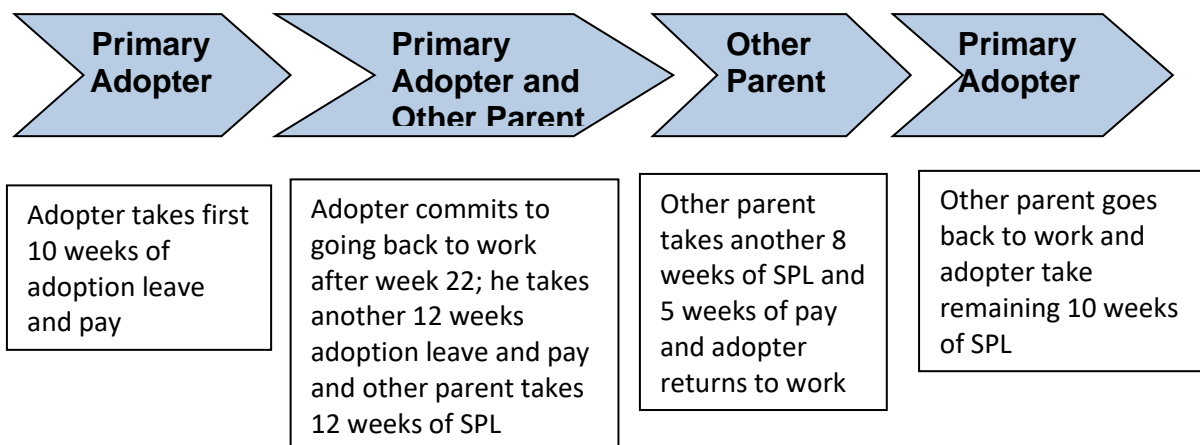 Primary
Adopter
Primary
Adopter and
Other Parent
Other
Parent
Primary
Adopter
Adopter takes first
10 weeks of
adoption leave
and pay
Adopter commits to
going back to work
after week 22; he takes
another 12 weeks
adoption leave and pay
and other parent takes
12 weeks of SPL
Other parent
takes another 8
weeks of SPL and
5 weeks of pay
and adopter
returns to work
Other parent goes
back to work and
adopter take
remaining 10 weeks
of SPL